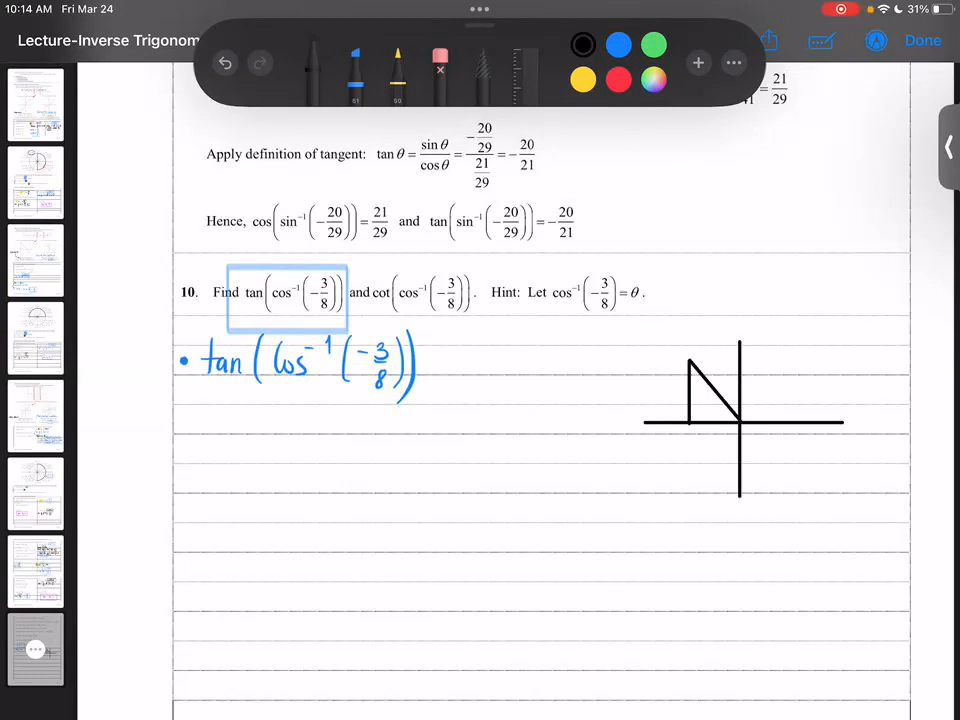 10:14 AM Fri Mar 24
31%
Lecture-Inverse Trigonom
Done
51
50
= 21/29
Apply definition of tangent: tan θ = sin θ/cos θ = (−20/29)/(21/29) = −20/21
Hence, cos(sin⁻¹(−20/29)) = 21/29 and tan(sin⁻¹(−20/29)) = −20/21
10. Find tan(cos⁻¹(−3/8)) and cot(cos⁻¹(−3/8)). Hint: Let cos⁻¹(−3/8) = θ.
• tan(cos⁻¹(−3/8))